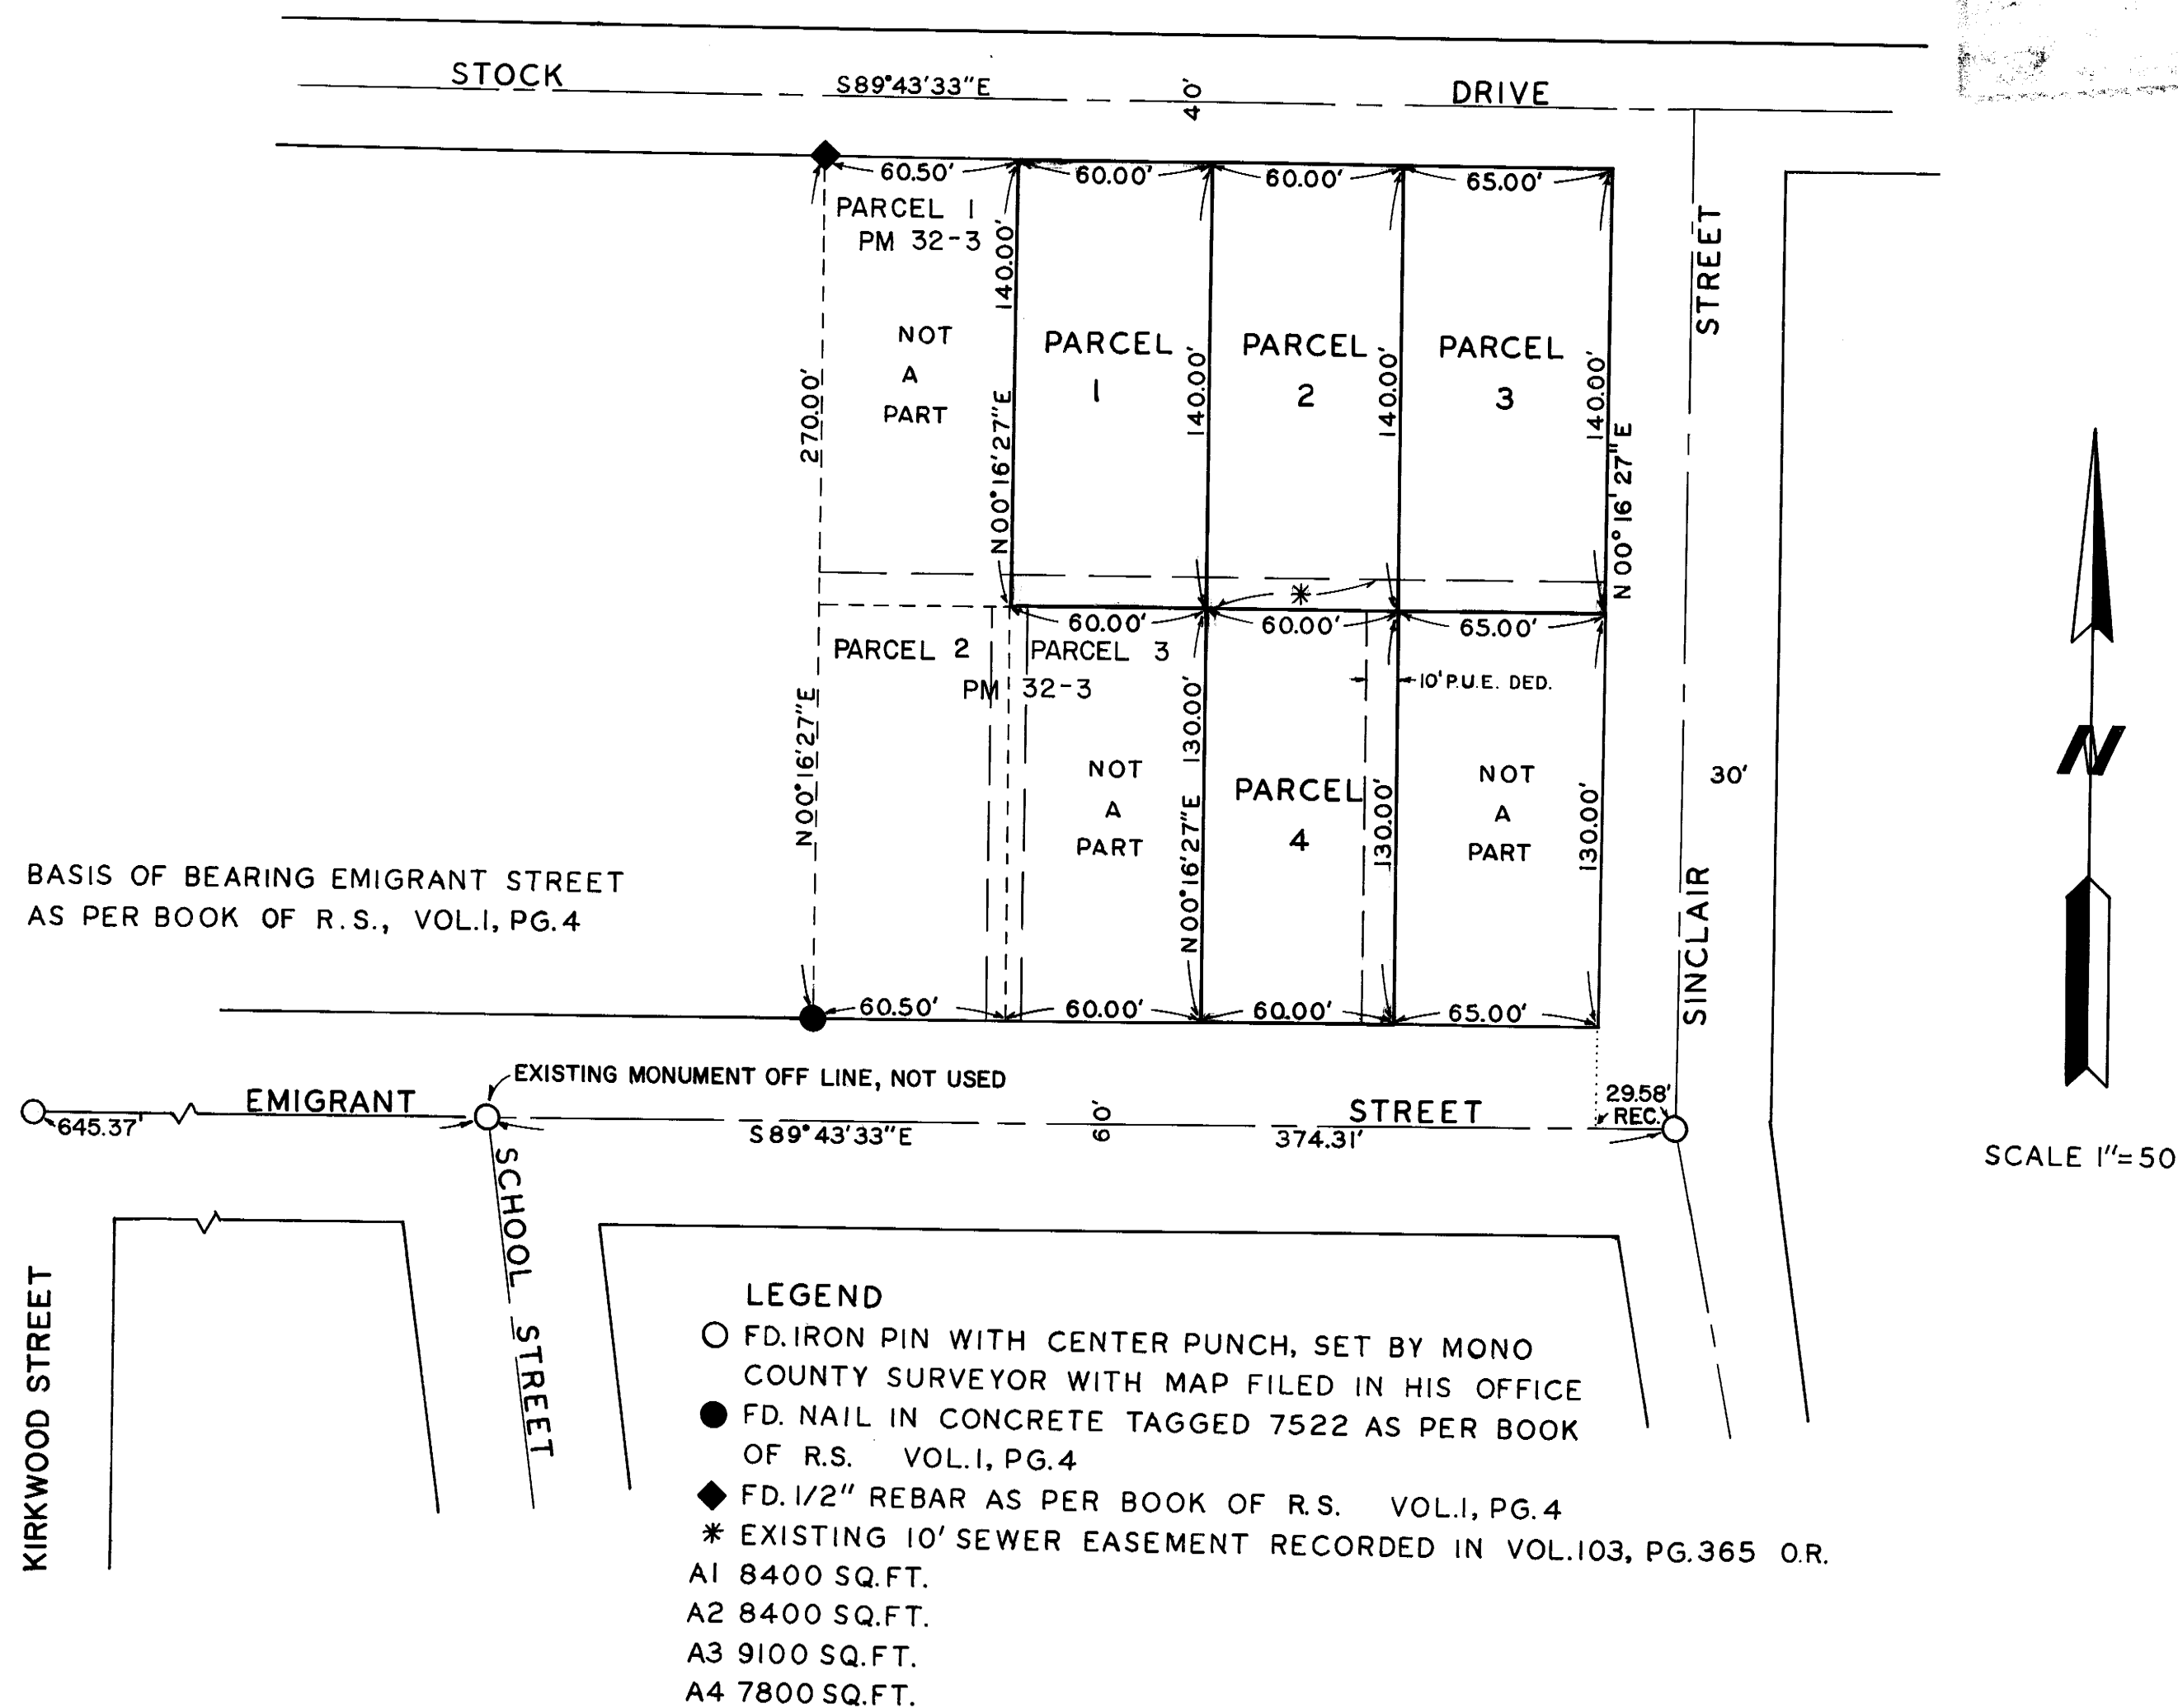 STOCK S89°43'33"E 40' DRIVE
60.50' 60.00' 60.00' 65.00'
PARCEL 1
PM 32-3
140.00'
STREET
NOT
A
PART
270.00'
N00°16'27"E
PARCEL
1
140.00'
PARCEL
2
140.00'
PARCEL
3
140.00'
N00°16'27"E
*
60.00' 60.00' 65.00'
PARCEL 2 PARCEL 3
PM 32-3
10' P.U.E. DED.
N00°16'27"E
NOT
A
PART
N00°16'27"E 130.00'
PARCEL
4
130.00'
NOT
A
PART
130.00'
30'
SINCLAIR
N
BASIS OF BEARING EMIGRANT STREET
AS PER BOOK OF R.S., VOL.1, PG.4
60.50' 60.00' 60.00' 65.00'
EXISTING MONUMENT OFF LINE, NOT USED
29.58'
REC.
645.37'
EMIGRANT S89°43'33"E 60' 374.31' STREET
SCALE 1"=50
SCHOOL STREET
KIRKWOOD STREET
LEGEND
FD. IRON PIN WITH CENTER PUNCH, SET BY MONO
COUNTY SURVEYOR WITH MAP FILED IN HIS OFFICE
FD. NAIL IN CONCRETE TAGGED 7522 AS PER BOOK
OF R.S. VOL.1, PG.4
FD. 1/2" REBAR AS PER BOOK OF R.S. VOL.1, PG.4
* EXISTING 10' SEWER EASEMENT RECORDED IN VOL.103, PG.365 O.R.
A1 8400 SQ.FT.
A2 8400 SQ.FT.
A3 9100 SQ.FT.
A4 7800 SQ.FT.